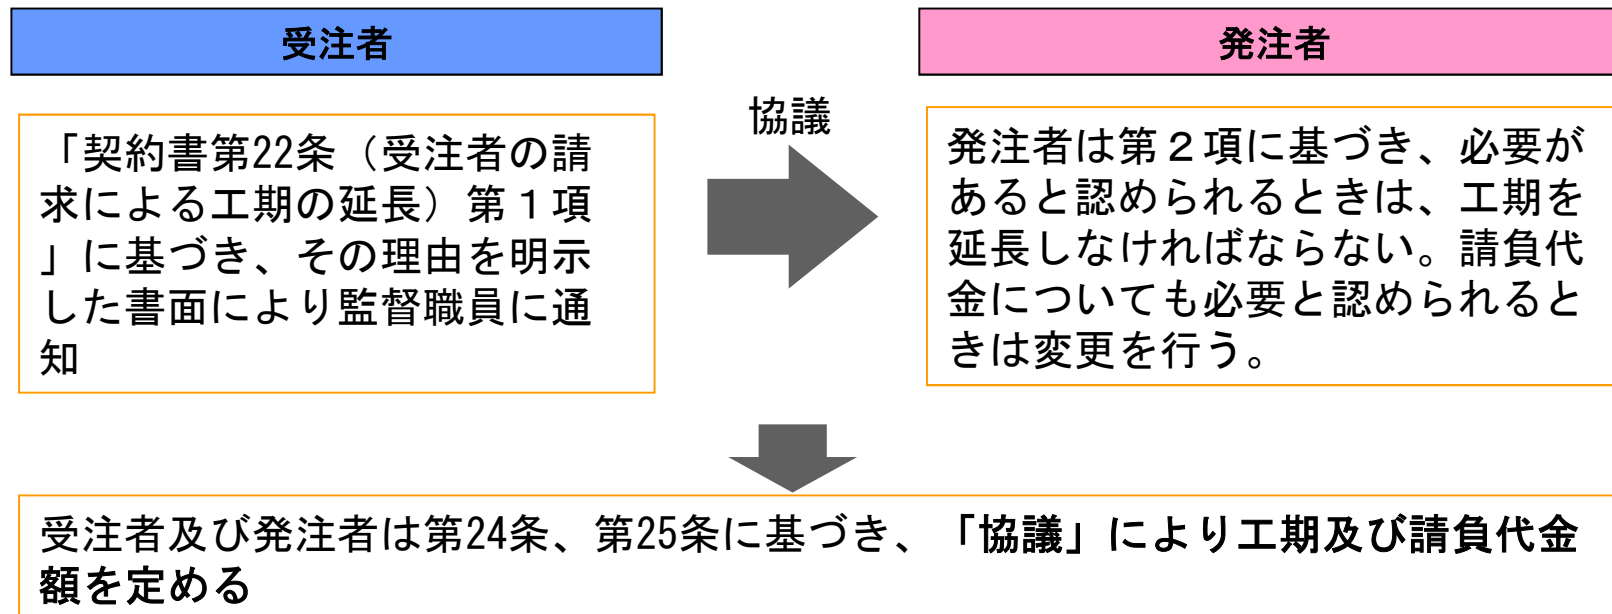 受注者
発注者
「契約書第22条（受注者の請
求による工期の延長）第１項
」に基づき、その理由を明示
した書面により監督職員に通
知
協議
発注者は第２項に基づき、必要が
あると認められるときは、工期を
延長しなければならない。請負代
金についても必要と認められると
きは変更を行う。
受注者及び発注者は第24条、第25条に基づき、「協議」により工期及び請負代金
額を定める